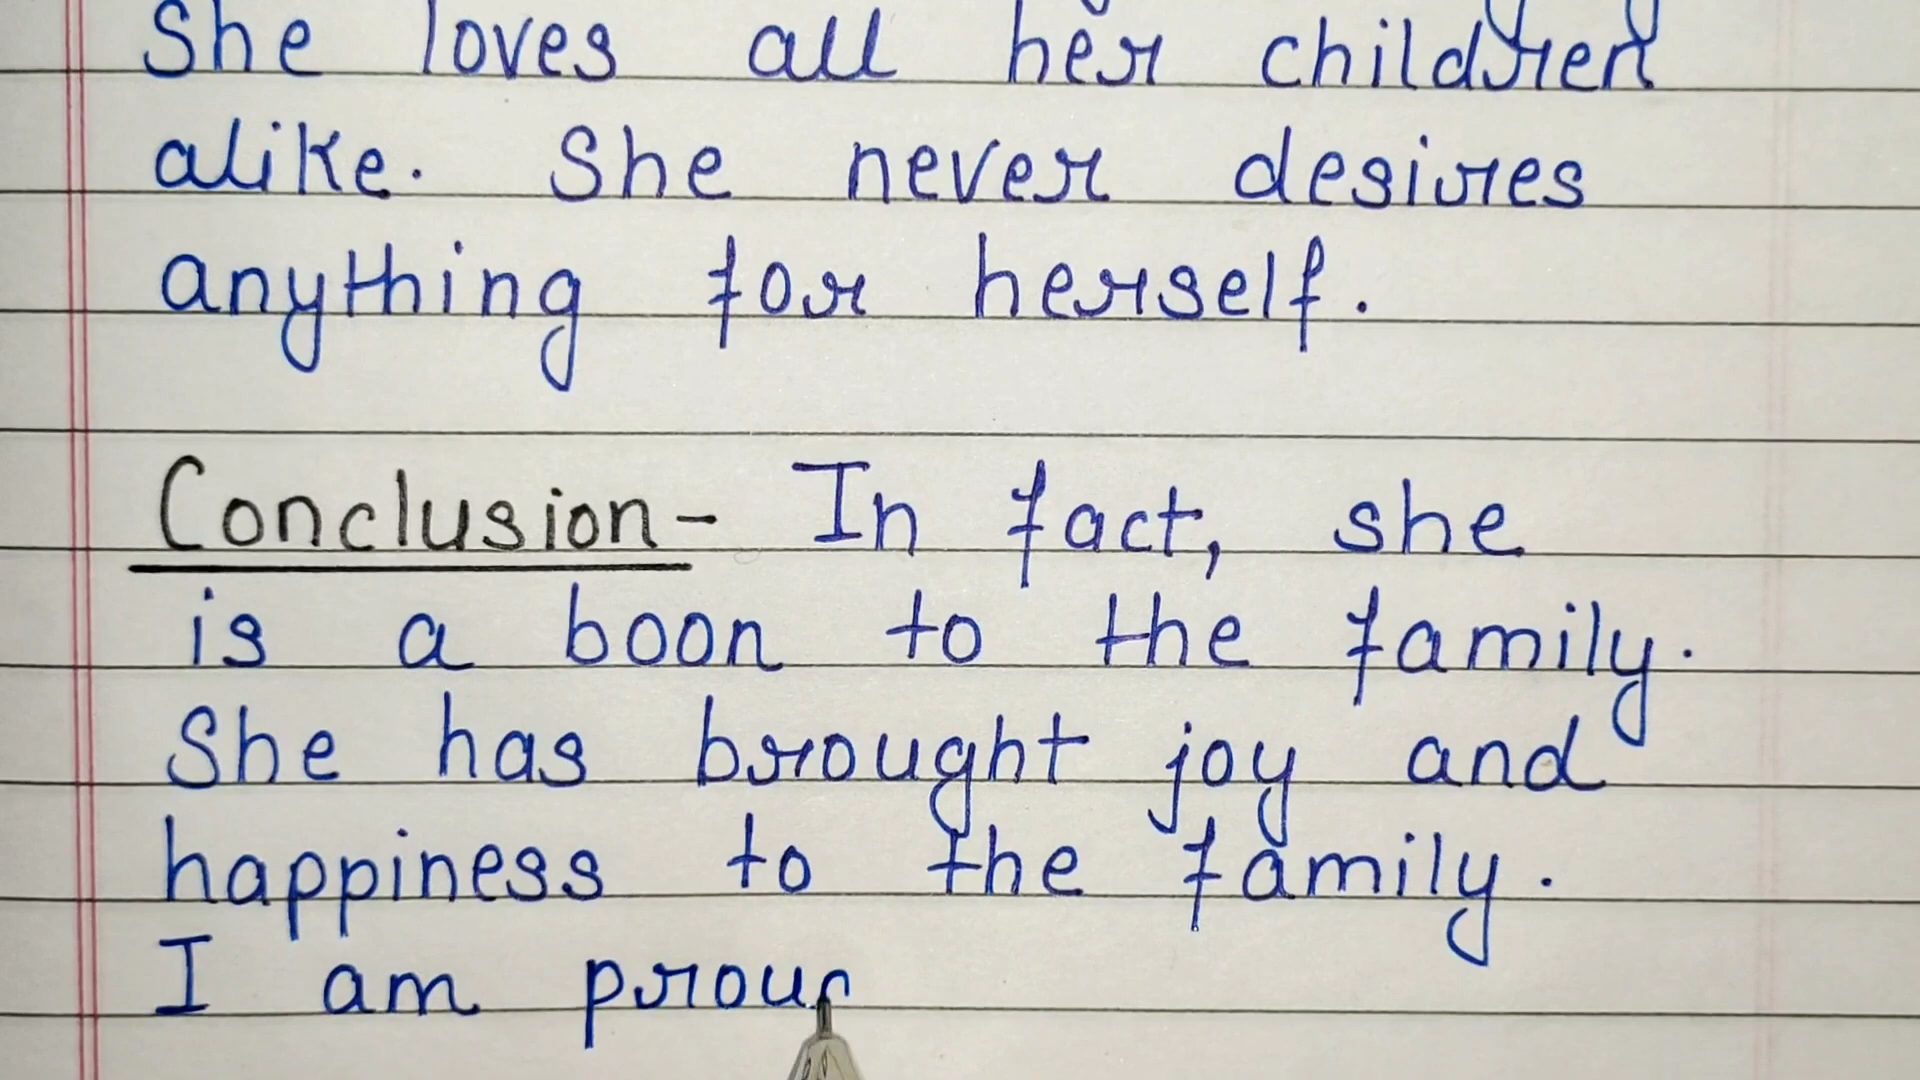 She loves all her children
alike. She never desires
anything for herself.
Conclusion- In fact, she
is a boon to the family.
She has brought joy and
happiness to the family.
I am